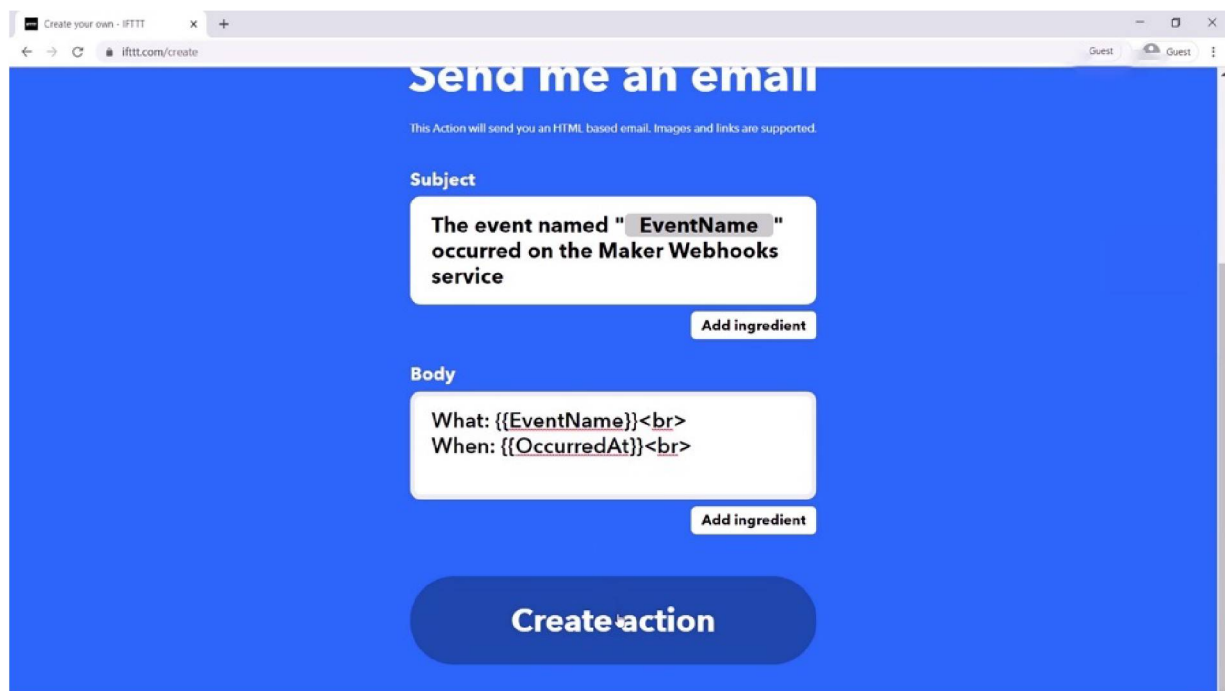 Create your own - IFTTT
ifttt.com/create
Guest
Guest
Send me an email
This Action will send you an HTML based email. Images and links are supported.
Subject
The event named " EventName "
occurred on the Maker Webhooks
service
Add ingredient
Body
What: {{EventName}}<br>
When: {{OccurredAt}}<br>
Add ingredient
Create action